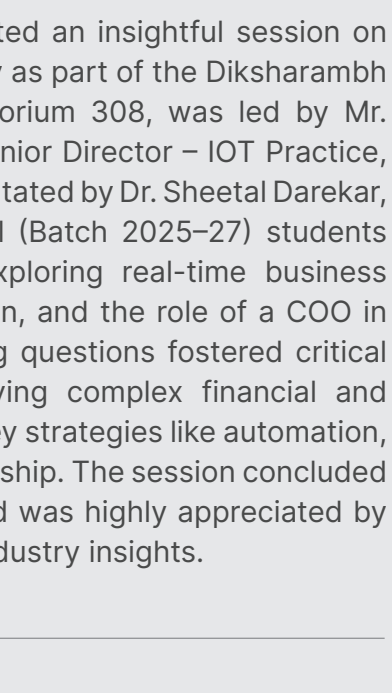 ted an insightful session on
y as part of the Diksharambh
orium 308, was led by Mr.
nior Director – IOT Practice,
tated by Dr. Sheetal Darekar,
l (Batch 2025–27) students
xploring real-time business
n, and the role of a COO in
g questions fostered critical
ving complex financial and
ey strategies like automation,
ship. The session concluded
d was highly appreciated by
dustry insights.